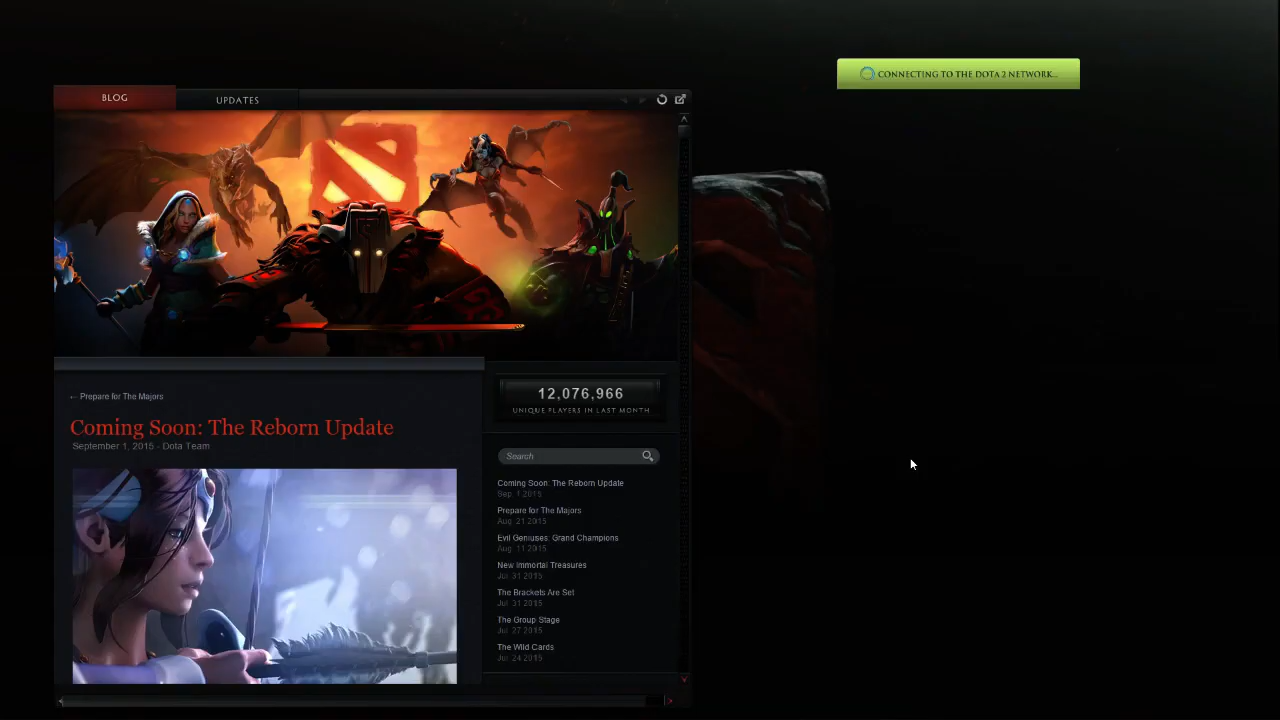 CONNECTING TO THE DOTA 2 NETWORK...
BLOG
UPDATES
12,076,966
UNIQUE PLAYERS IN LAST MONTH
← Prepare for The Majors
Coming Soon: The Reborn Update
September 1, 2015 - Dota Team
Search
Coming Soon: The Reborn Update
Sep. 1 2015
Prepare for The Majors
Aug. 21 2015
Evil Geniuses: Grand Champions
Aug. 11 2015
New Immortal Treasures
Jul. 31 2015
The Brackets Are Set
Jul. 31 2015
The Group Stage
Jul. 27 2015
The Wild Cards
Jul. 24 2015